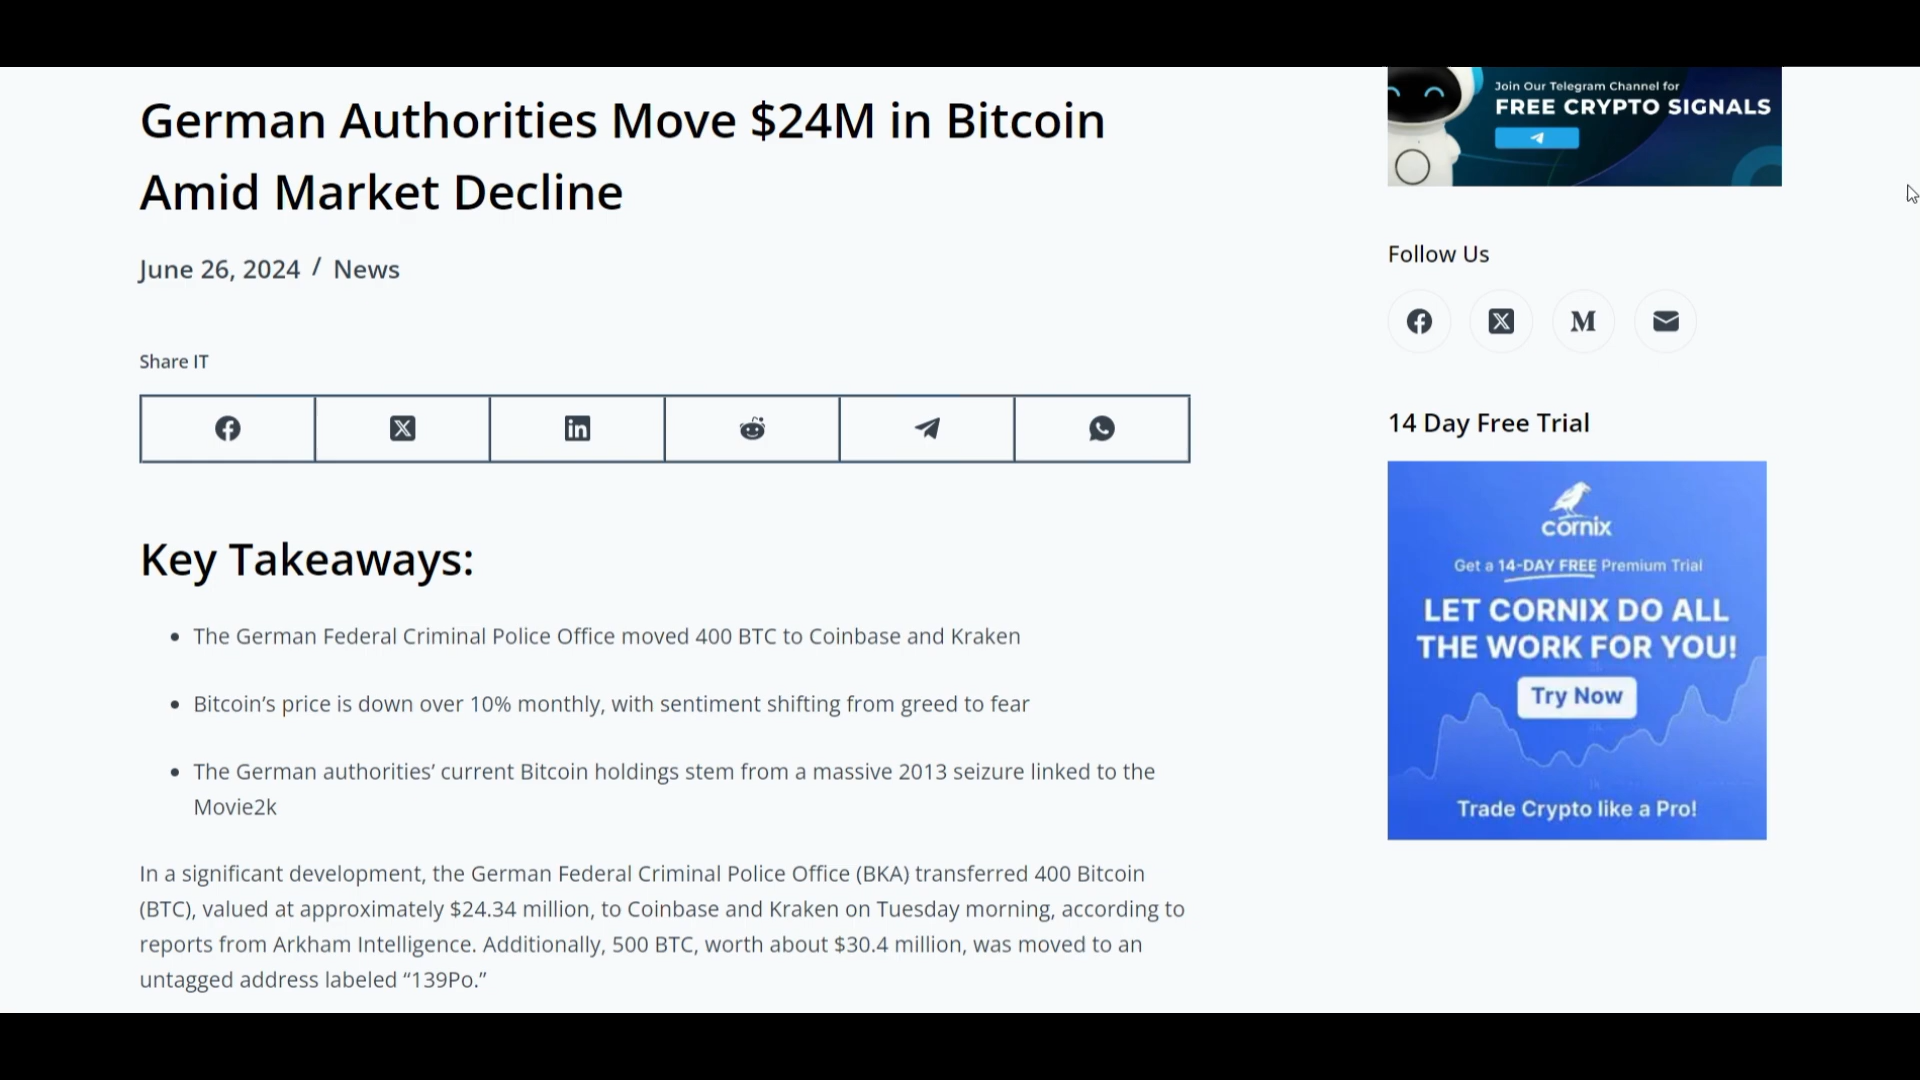 German Authorities Move $24M in Bitcoin
Amid Market Decline
June 26, 2024 / News
Share IT
Key Takeaways:
• The German Federal Criminal Police Office moved 400 BTC to Coinbase and Kraken
• Bitcoin’s price is down over 10% monthly, with sentiment shifting from greed to fear
• The German authorities’ current Bitcoin holdings stem from a massive 2013 seizure linked to the
Movie2k
In a significant development, the German Federal Criminal Police Office (BKA) transferred 400 Bitcoin
(BTC), valued at approximately $24.34 million, to Coinbase and Kraken on Tuesday morning, according to
reports from Arkham Intelligence. Additionally, 500 BTC, worth about $30.4 million, was moved to an
untagged address labeled “139Po.”
Join Our Telegram Channel for
FREE CRYPTO SIGNALS
Follow Us
14 Day Free Trial
cornix
Get a 14-DAY FREE Premium Trial
LET CORNIX DO ALL
THE WORK FOR YOU!
Try Now
Trade Crypto like a Pro!